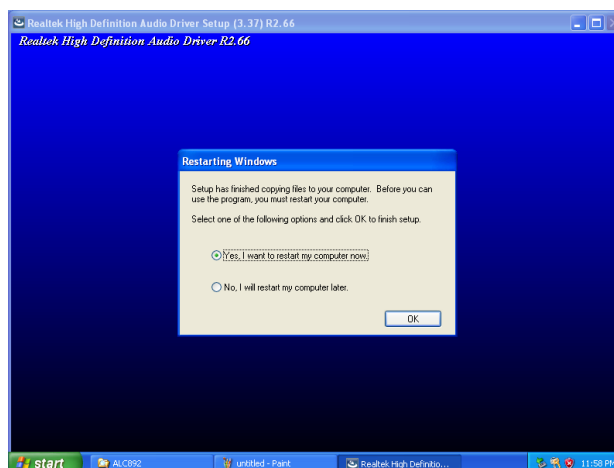 Realtek High Definition Audio Driver Setup (3.37) R2.66
Realtek High Definition Audio Driver R2.66
Restarting Windows
Setup has finished copying files to your computer. Before you can
use the program, you must restart your computer.
Select one of the following options and click OK to finish setup.
Yes, I want to restart my computer now.
No, I will restart my computer later.
OK
start
ALC892
untitled - Paint
Realtek High Definitio...
11:58 PM